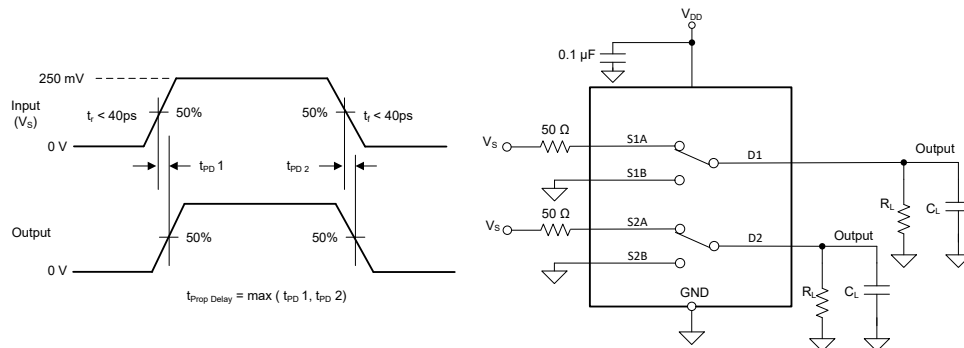 250 mV
Input
(VS)
tr < 40ps
50%
50%
tf < 40ps
0 V
tPD 1
tPD 2
Output
50%
50%
0 V
tProp Delay = max ( tPD 1, tPD 2)
VDD
0.1 µF
50 Ω
VS
S1A
D1
Output
S1B
RL
CL
50 Ω
VS
S2A
D2
Output
S2B
RL
CL
GND